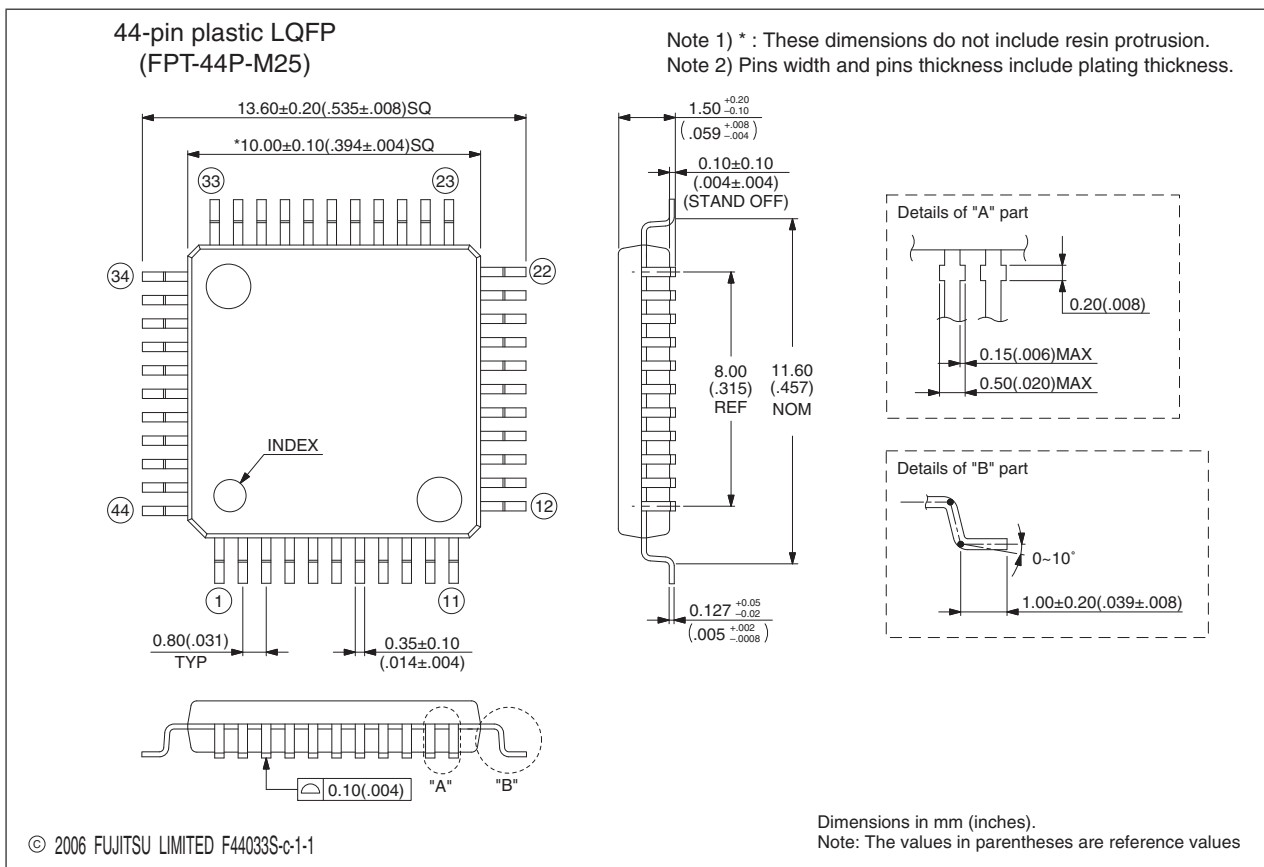 44-pin plastic LQFP
(FPT-44P-M25)
Note 1) * : These dimensions do not include resin protrusion.
Note 2) Pins width and pins thickness include plating thickness.
13.60±0.20(.535±.008)SQ
*10.00±0.10(.394±.004)SQ
33
23
34
22
INDEX
44
12
1
11
0.80(.031)
TYP
0.35±0.10
(.014±.004)
1.50 +0.20 –0.10
(.059 +.008 –.004)
0.10±0.10
(.004±.004)
(STAND OFF)
8.00
(.315)
REF
11.60
(.457)
NOM
0.127 +0.05 –0.02
(.005 +.002 –.0008)
Details of "A" part
0.20(.008)
0.15(.006)MAX
0.50(.020)MAX
Details of "B" part
0~10°
1.00±0.20(.039±.008)
0.10(.004)
"A"
"B"
© 2006 FUJITSU LIMITED F44033S-c-1-1
Dimensions in mm (inches).
Note: The values in parentheses are reference values